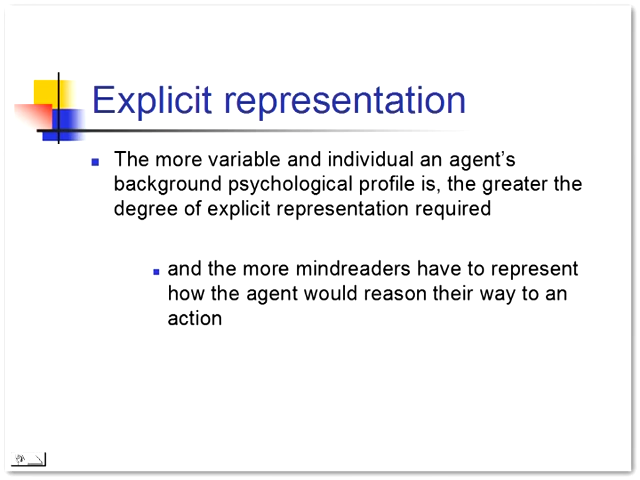 Explicit representation
The more variable and individual an agent’s
background psychological profile is, the greater the
degree of explicit representation required
and the more mindreaders have to represent
how the agent would reason their way to an
action